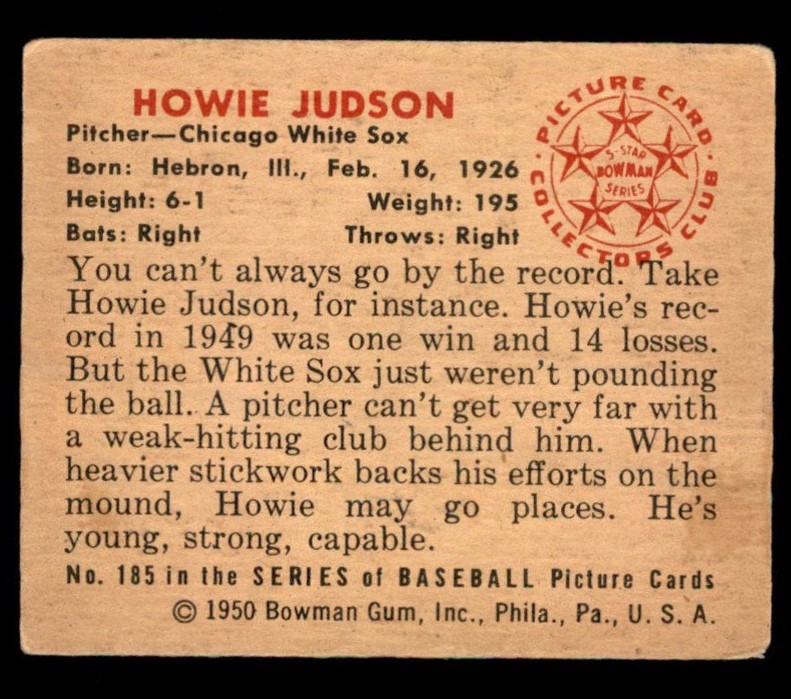 HOWIE JUDSON
Pitcher—Chicago White Sox
Born: Hebron, Ill., Feb. 16, 1926
Height: 6-1 Weight: 195
Bats: Right Throws: Right
PICTURE CARD
COLLECTORS CLUB
5-STAR
BOWMAN
SERIES
You can't always go by the record. Take
Howie Judson, for instance. Howie's rec-
ord in 1949 was one win and 14 losses.
But the White Sox just weren't pounding
the ball. A pitcher can't get very far with
a weak-hitting club behind him. When
heavier stickwork backs his efforts on the
mound, Howie may go places. He's
young, strong, capable.
No. 185 in the SERIES of BASEBALL Picture Cards
© 1950 Bowman Gum, Inc., Phila., Pa., U. S. A.